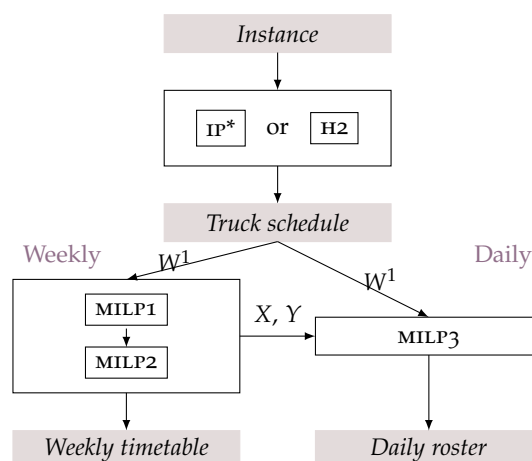 Instance
IP* or H2
Truck schedule
Weekly Daily
W¹ W¹
MILP1
X, Y
MILP3
MILP2
Weekly timetable Daily roster